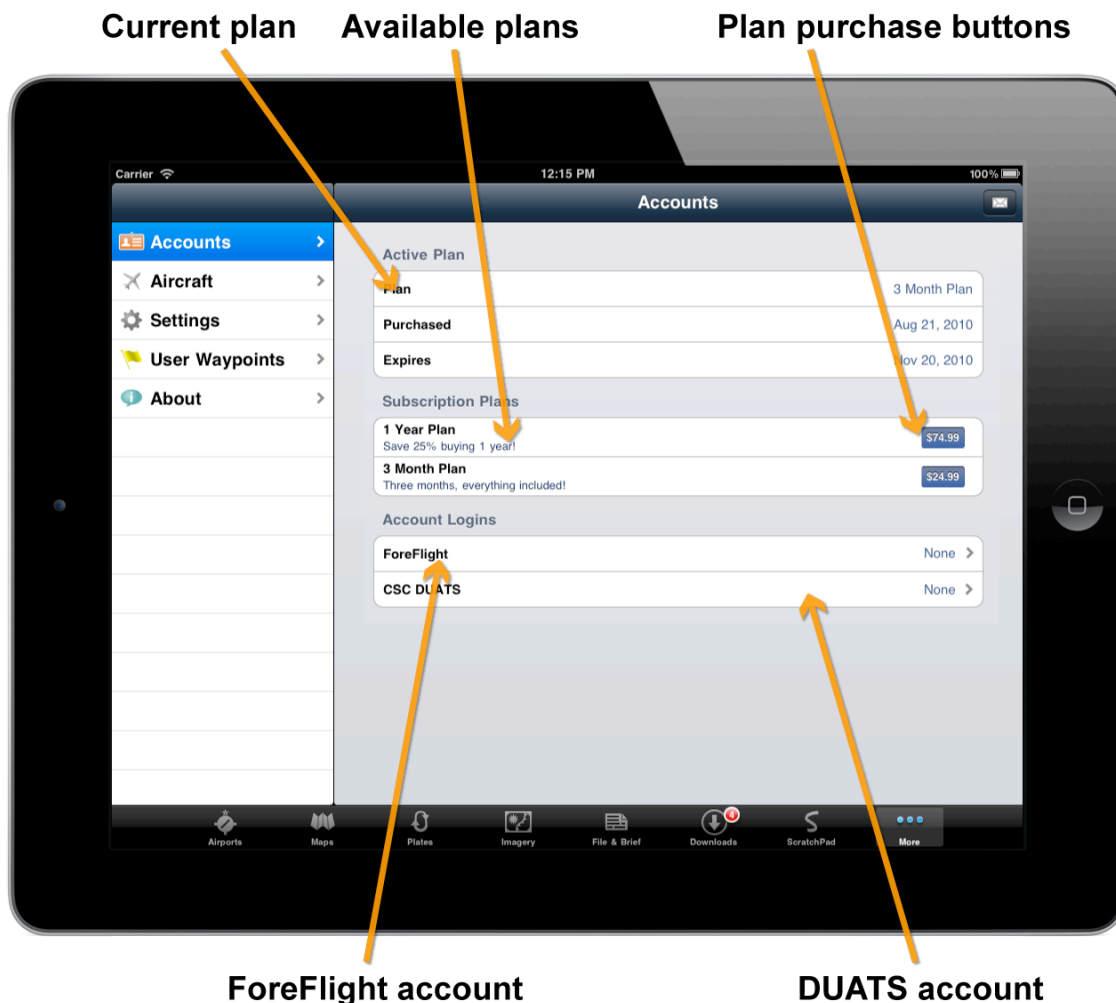 Current plan Available plans Plan purchase buttons
Carrier 12:15 PM 100%
Accounts
Accounts
Aircraft
Settings
User Waypoints
About
Active Plan
Plan 3 Month Plan
Purchased Aug 21, 2010
Expires Nov 20, 2010
Subscription Plans
1 Year Plan
Save 25% buying 1 year!
$74.99
3 Month Plan
Three months, everything included!
$24.99
Account Logins
ForeFlight None
CSC DUATS None
4
Airports Maps Plates Imagery File & Brief Downloads ScratchPad More
ForeFlight account DUATS account